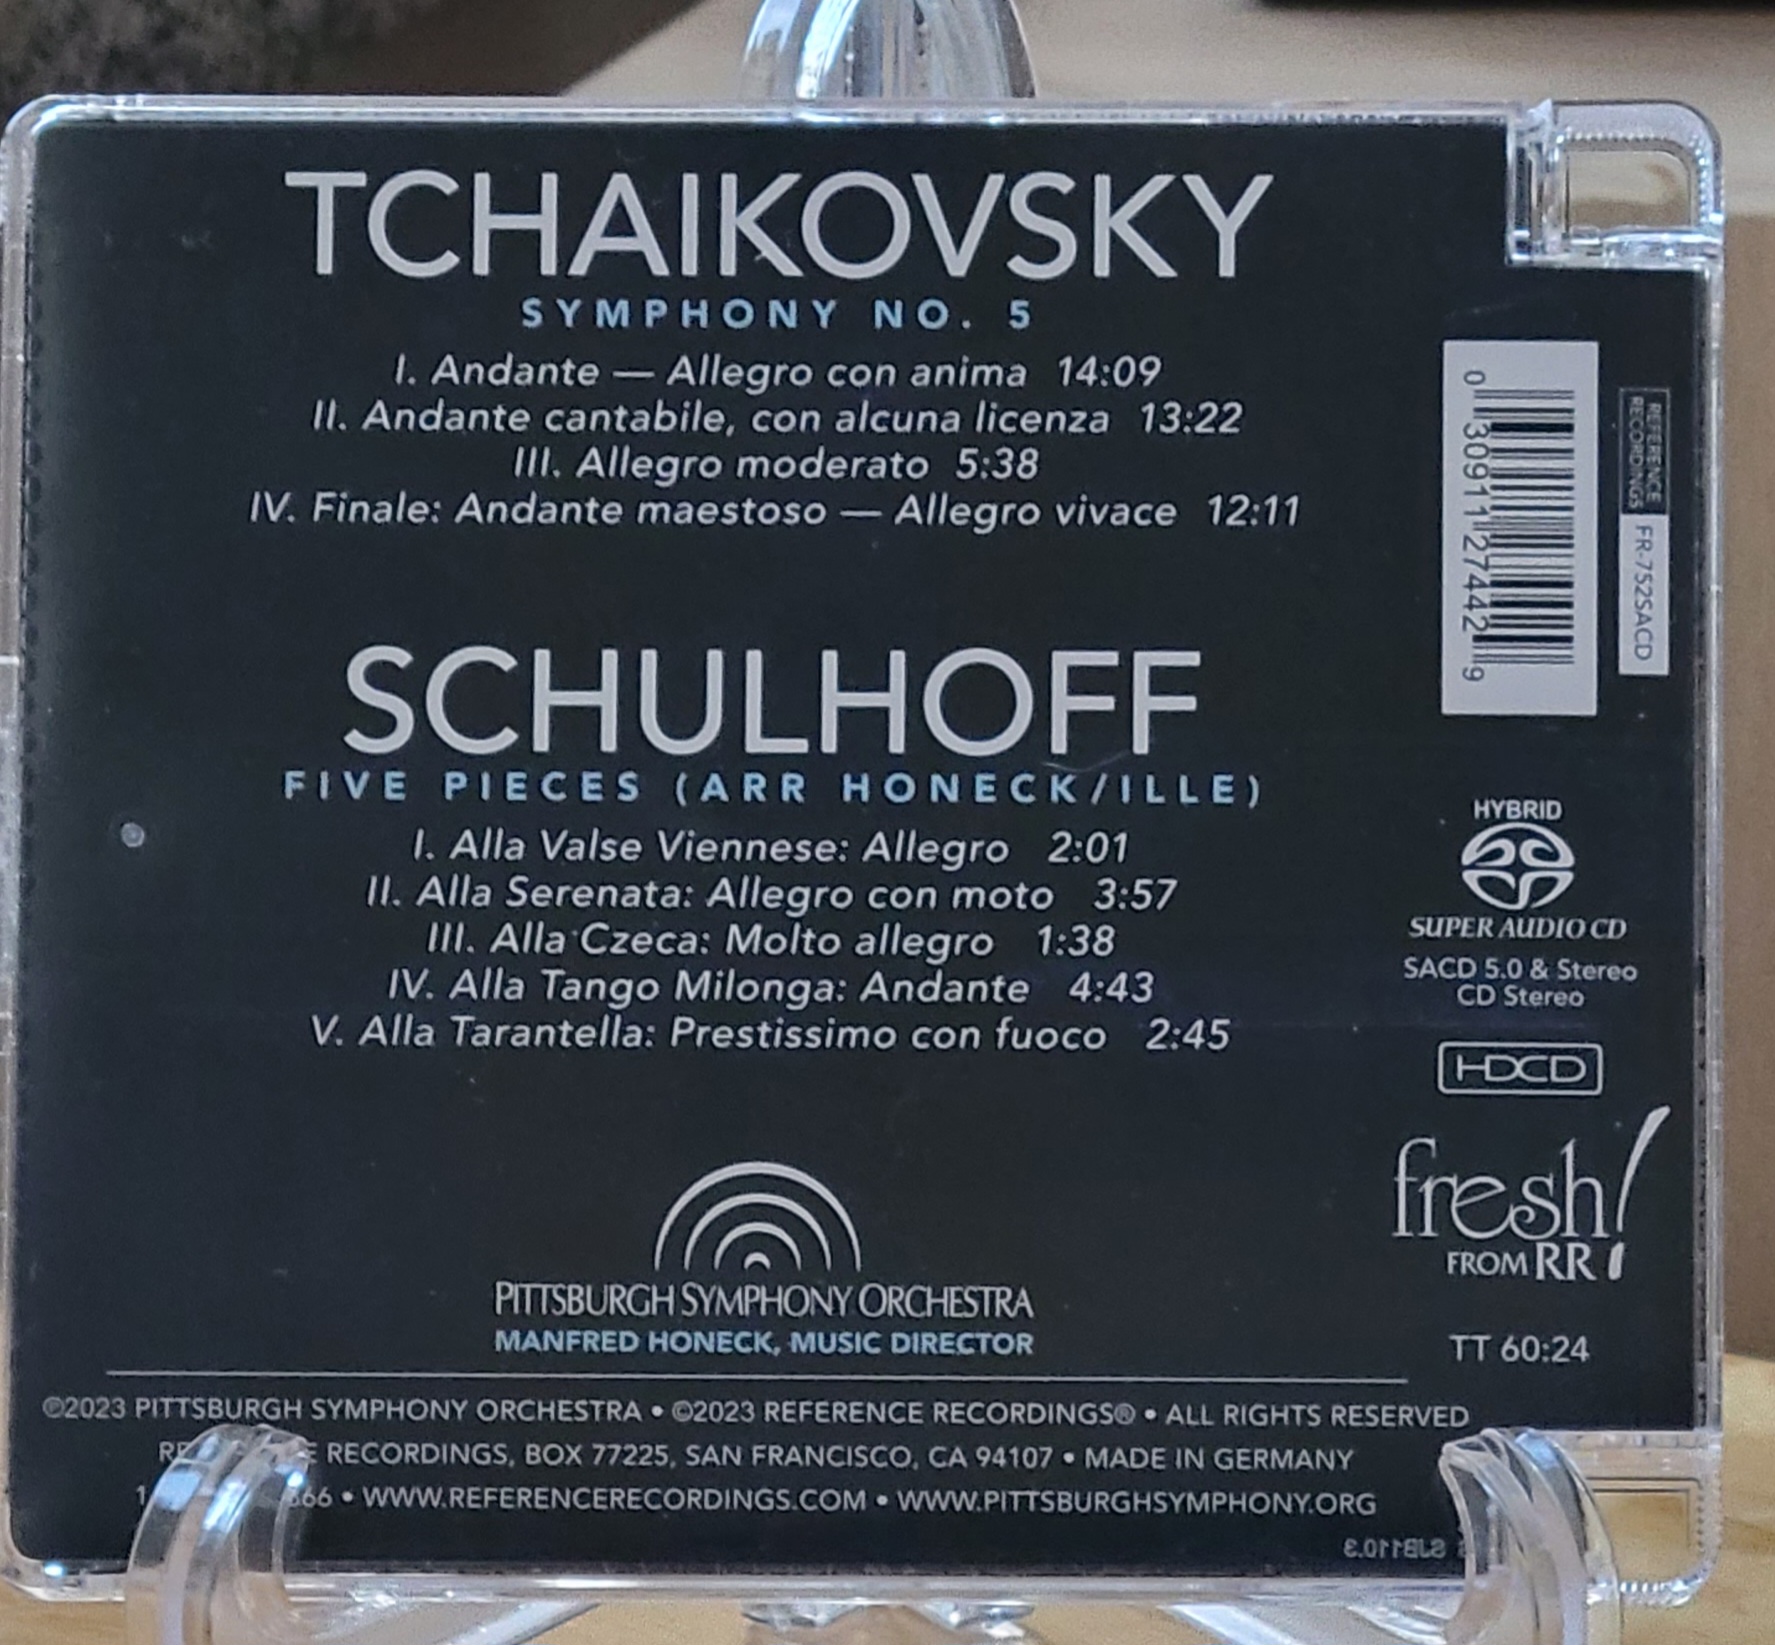 TCHAIKOVSKY
SYMPHONY NO. 5
I. Andante — Allegro con anima 14:09
II. Andante cantabile, con alcuna licenza 13:22
III. Allegro moderato 5:38
IV. Finale: Andante maestoso — Allegro vivace 12:11
SCHULHOFF
FIVE PIECES (ARR HONECK/ILLE)
I. Alla Valse Viennese: Allegro 2:01
II. Alla Serenata: Allegro con moto 3:57
III. Alla Czeca: Molto allegro 1:38
IV. Alla Tango Milonga: Andante 4:43
V. Alla Tarantella: Prestissimo con fuoco 2:45
PITTSBURGH SYMPHONY ORCHESTRA
MANFRED HONECK, MUSIC DIRECTOR
0 30911 27442 9
REFERENCE
RECORDINGS
FR-752SACD
HYBRID
SUPER AUDIO CD
SACD 5.0 & Stereo
CD Stereo
HDCD
fresh!
FROM RR
TT 60:24
℗2023 PITTSBURGH SYMPHONY ORCHESTRA • ©2023 REFERENCE RECORDINGS® • ALL RIGHTS RESERVED
RECORDINGS, BOX 77225, SAN FRANCISCO, CA 94107 • MADE IN GERMANY
• WWW.REFERENCERECORDINGS.COM • WWW.PITTSBURGHSYMPHONY.ORG
SJB110.3